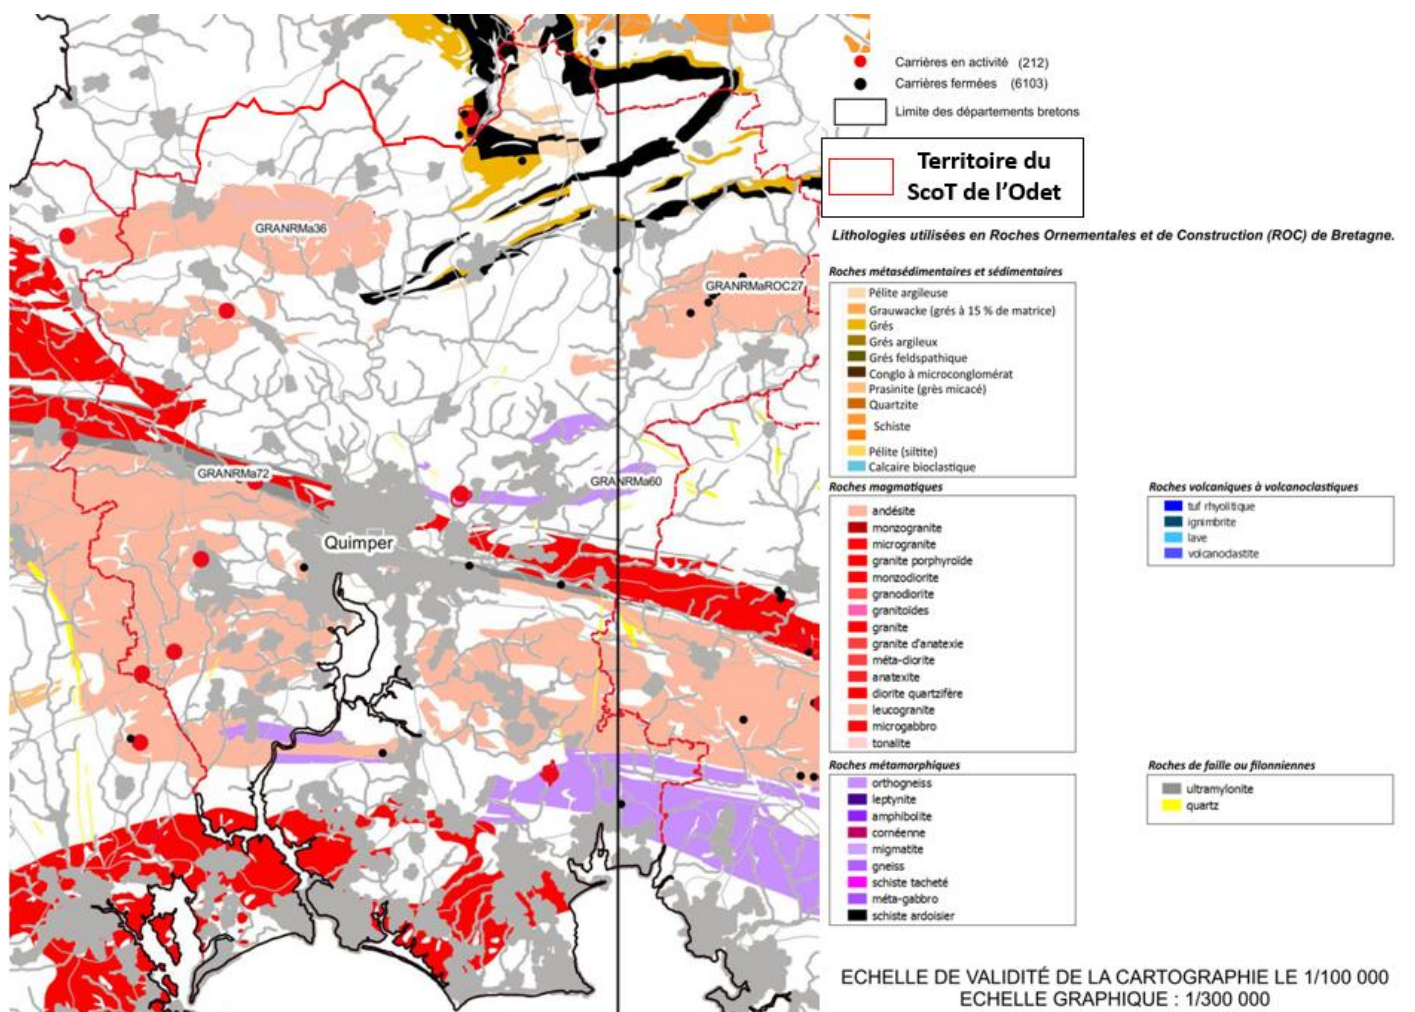 Carrières en activité (212)
Carrières fermées (6103)
Limite des départements bretons
Territoire du
ScoT de l'Odet
Lithologies utilisées en Roches Ornementales et de Construction (ROC) de Bretagne.
Roches métasédimentaires et sédimentaires
Pélite argileuse
Grauwacke (grés à 15 % de matrice)
Grés
Grés argileux
Grés feldspathique
Conglo à microconglomérat
Prasinite (grès micacé)
Quartzite
Schiste
Pélite (siltite)
Calcaire bioclastique
Roches magmatiques
andésite
monzogranite
microgranite
granite porphyroïde
monzodiorite
granodiorite
granitoïdes
granite
granite d'anatexie
méta-diorite
anatexite
diorite quartzifère
leucogranite
microgabbro
tonalite
Roches métamorphiques
orthogneiss
leptynite
amphibolite
cornéenne
migmatite
gneiss
schiste tacheté
méta-gabbro
schiste ardoisier
Roches volcaniques à volcanoclastiques
tuf rhyolitique
ignimbrite
lave
volcanoclastite
Roches de faille ou filonniennes
ultramylonite
quartz
GRANRMa36
GRANRMaROC27
GRANRMa72
GRANRMa60
Quimper
ECHELLE DE VALIDITÉ DE LA CARTOGRAPHIE LE 1/100 000
ECHELLE GRAPHIQUE : 1/300 000